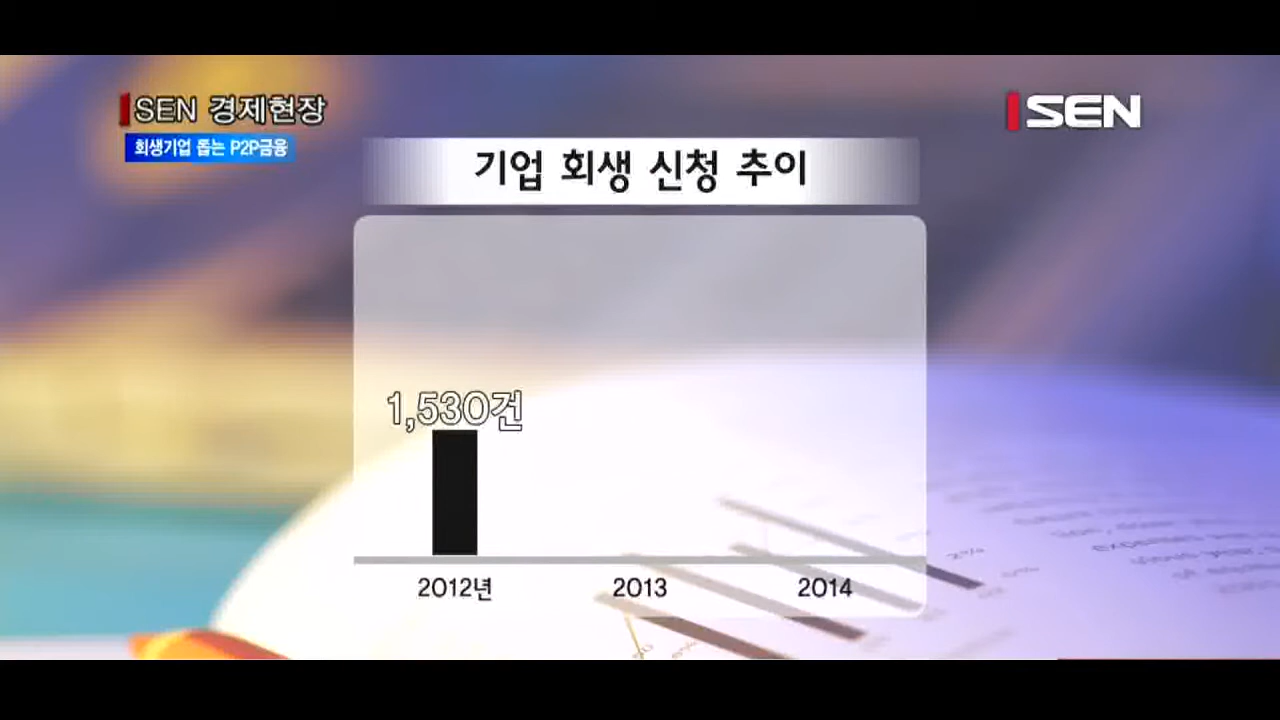 SEN 경제현장
SEN
회생기업 돕는 P2P금융
기업 회생 신청 추이
1,530건
2012년
2013
2014
2%